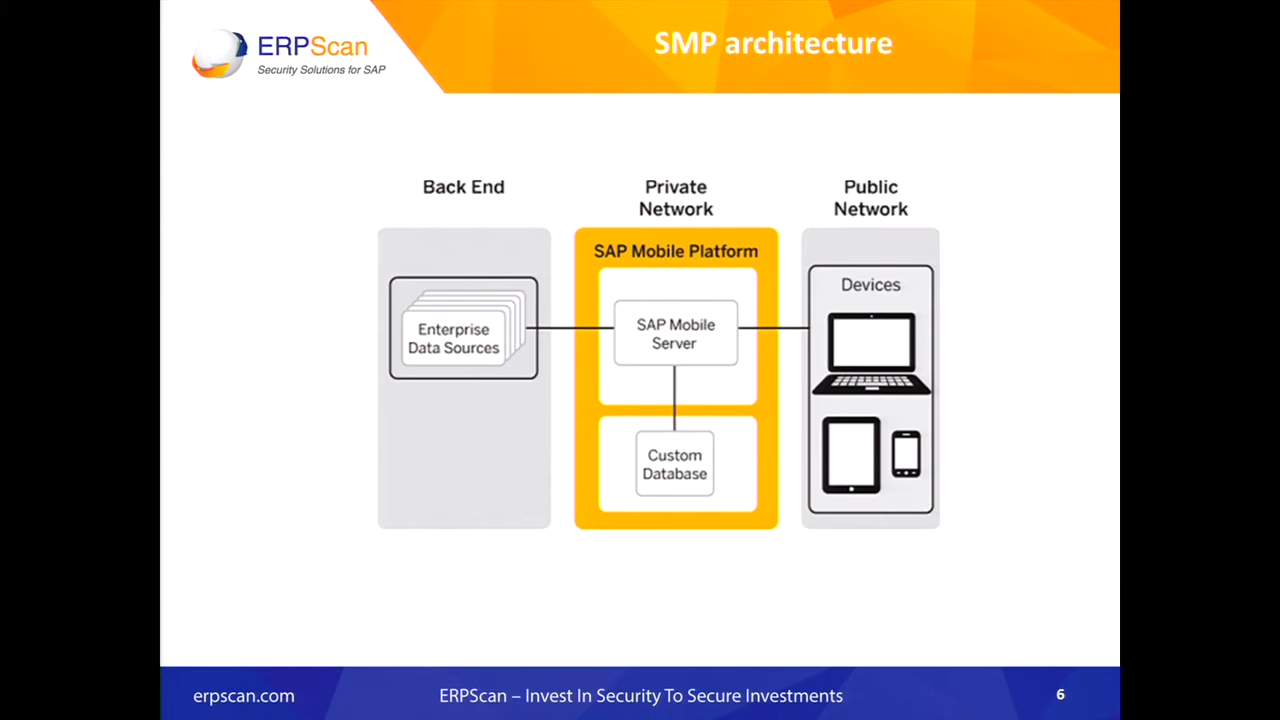 ERPScan
Security Solutions for SAP
SMP architecture
Back End
Private
Network
Public
Network
SAP Mobile Platform
Devices
Enterprise
Data Sources
SAP Mobile
Server
Custom
Database
erpscan.com
ERPScan – Invest In Security To Secure Investments
6